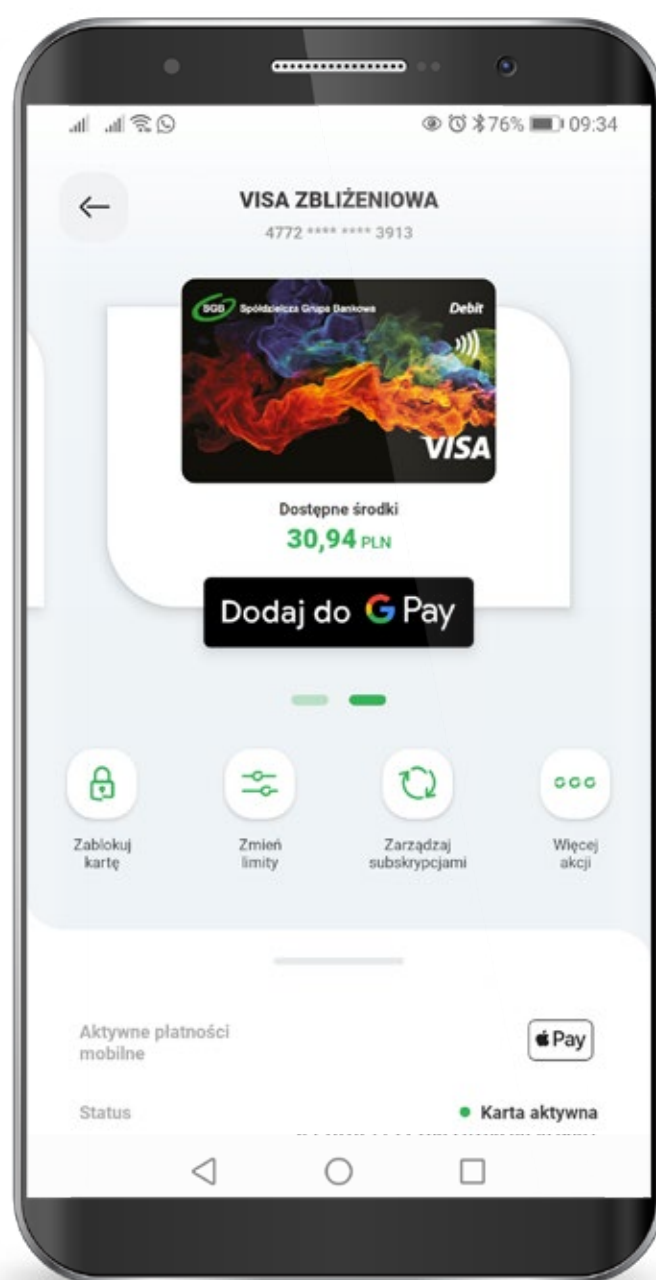 76% 09:34
VISA ZBLIŻENIOWA
4772 **** **** 3913
SGB Spółdzielcza Grupa Bankowa Debit
VISA
Dostępne środki
30,94 PLN
Dodaj do G Pay
Zablokuj
kartę
Zmień
limity
Zarządzaj
subskrypcjami
Więcej
akcji
Aktywne płatności
mobilne
Pay
Status
Karta aktywna